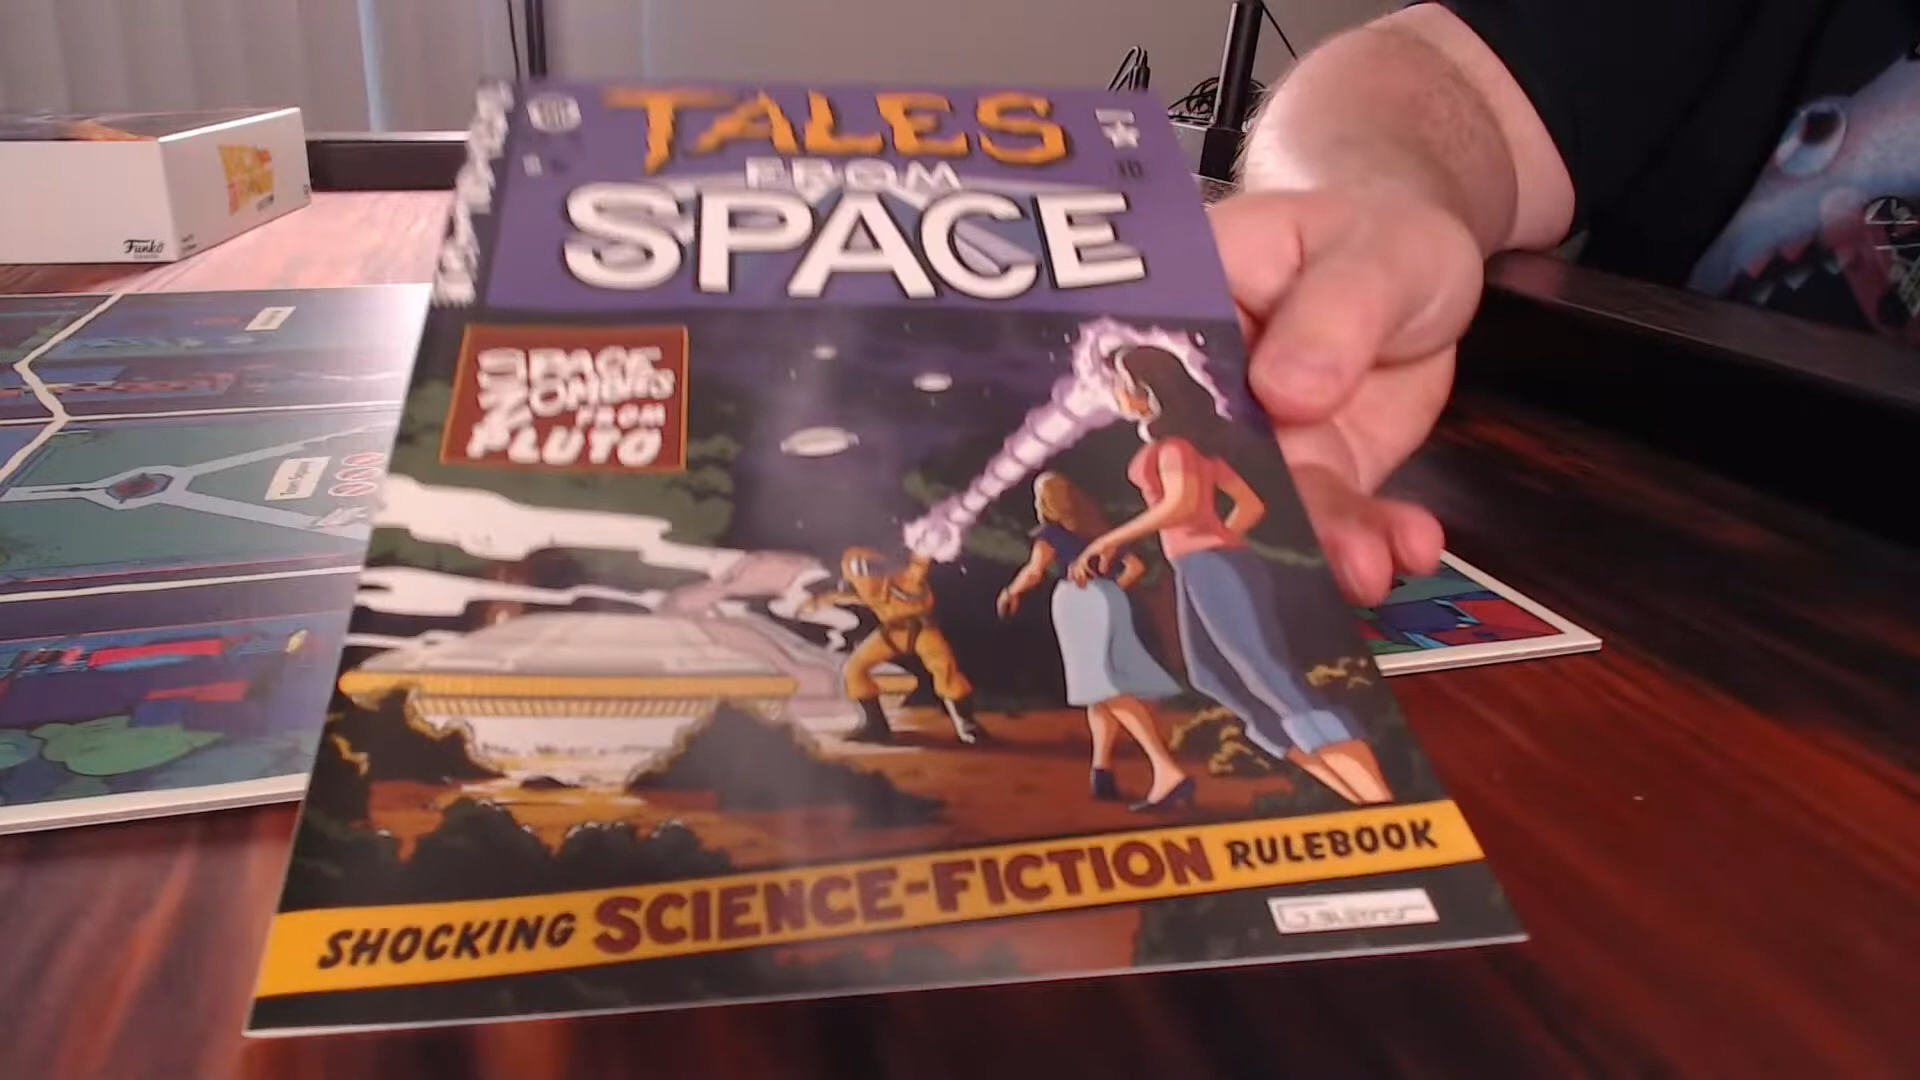 TALES
FROM
SPACE
SPACE
ZOMBIES
FROM
PLUTO
SHOCKING SCIENCE-FICTION RULEBOOK
Funko